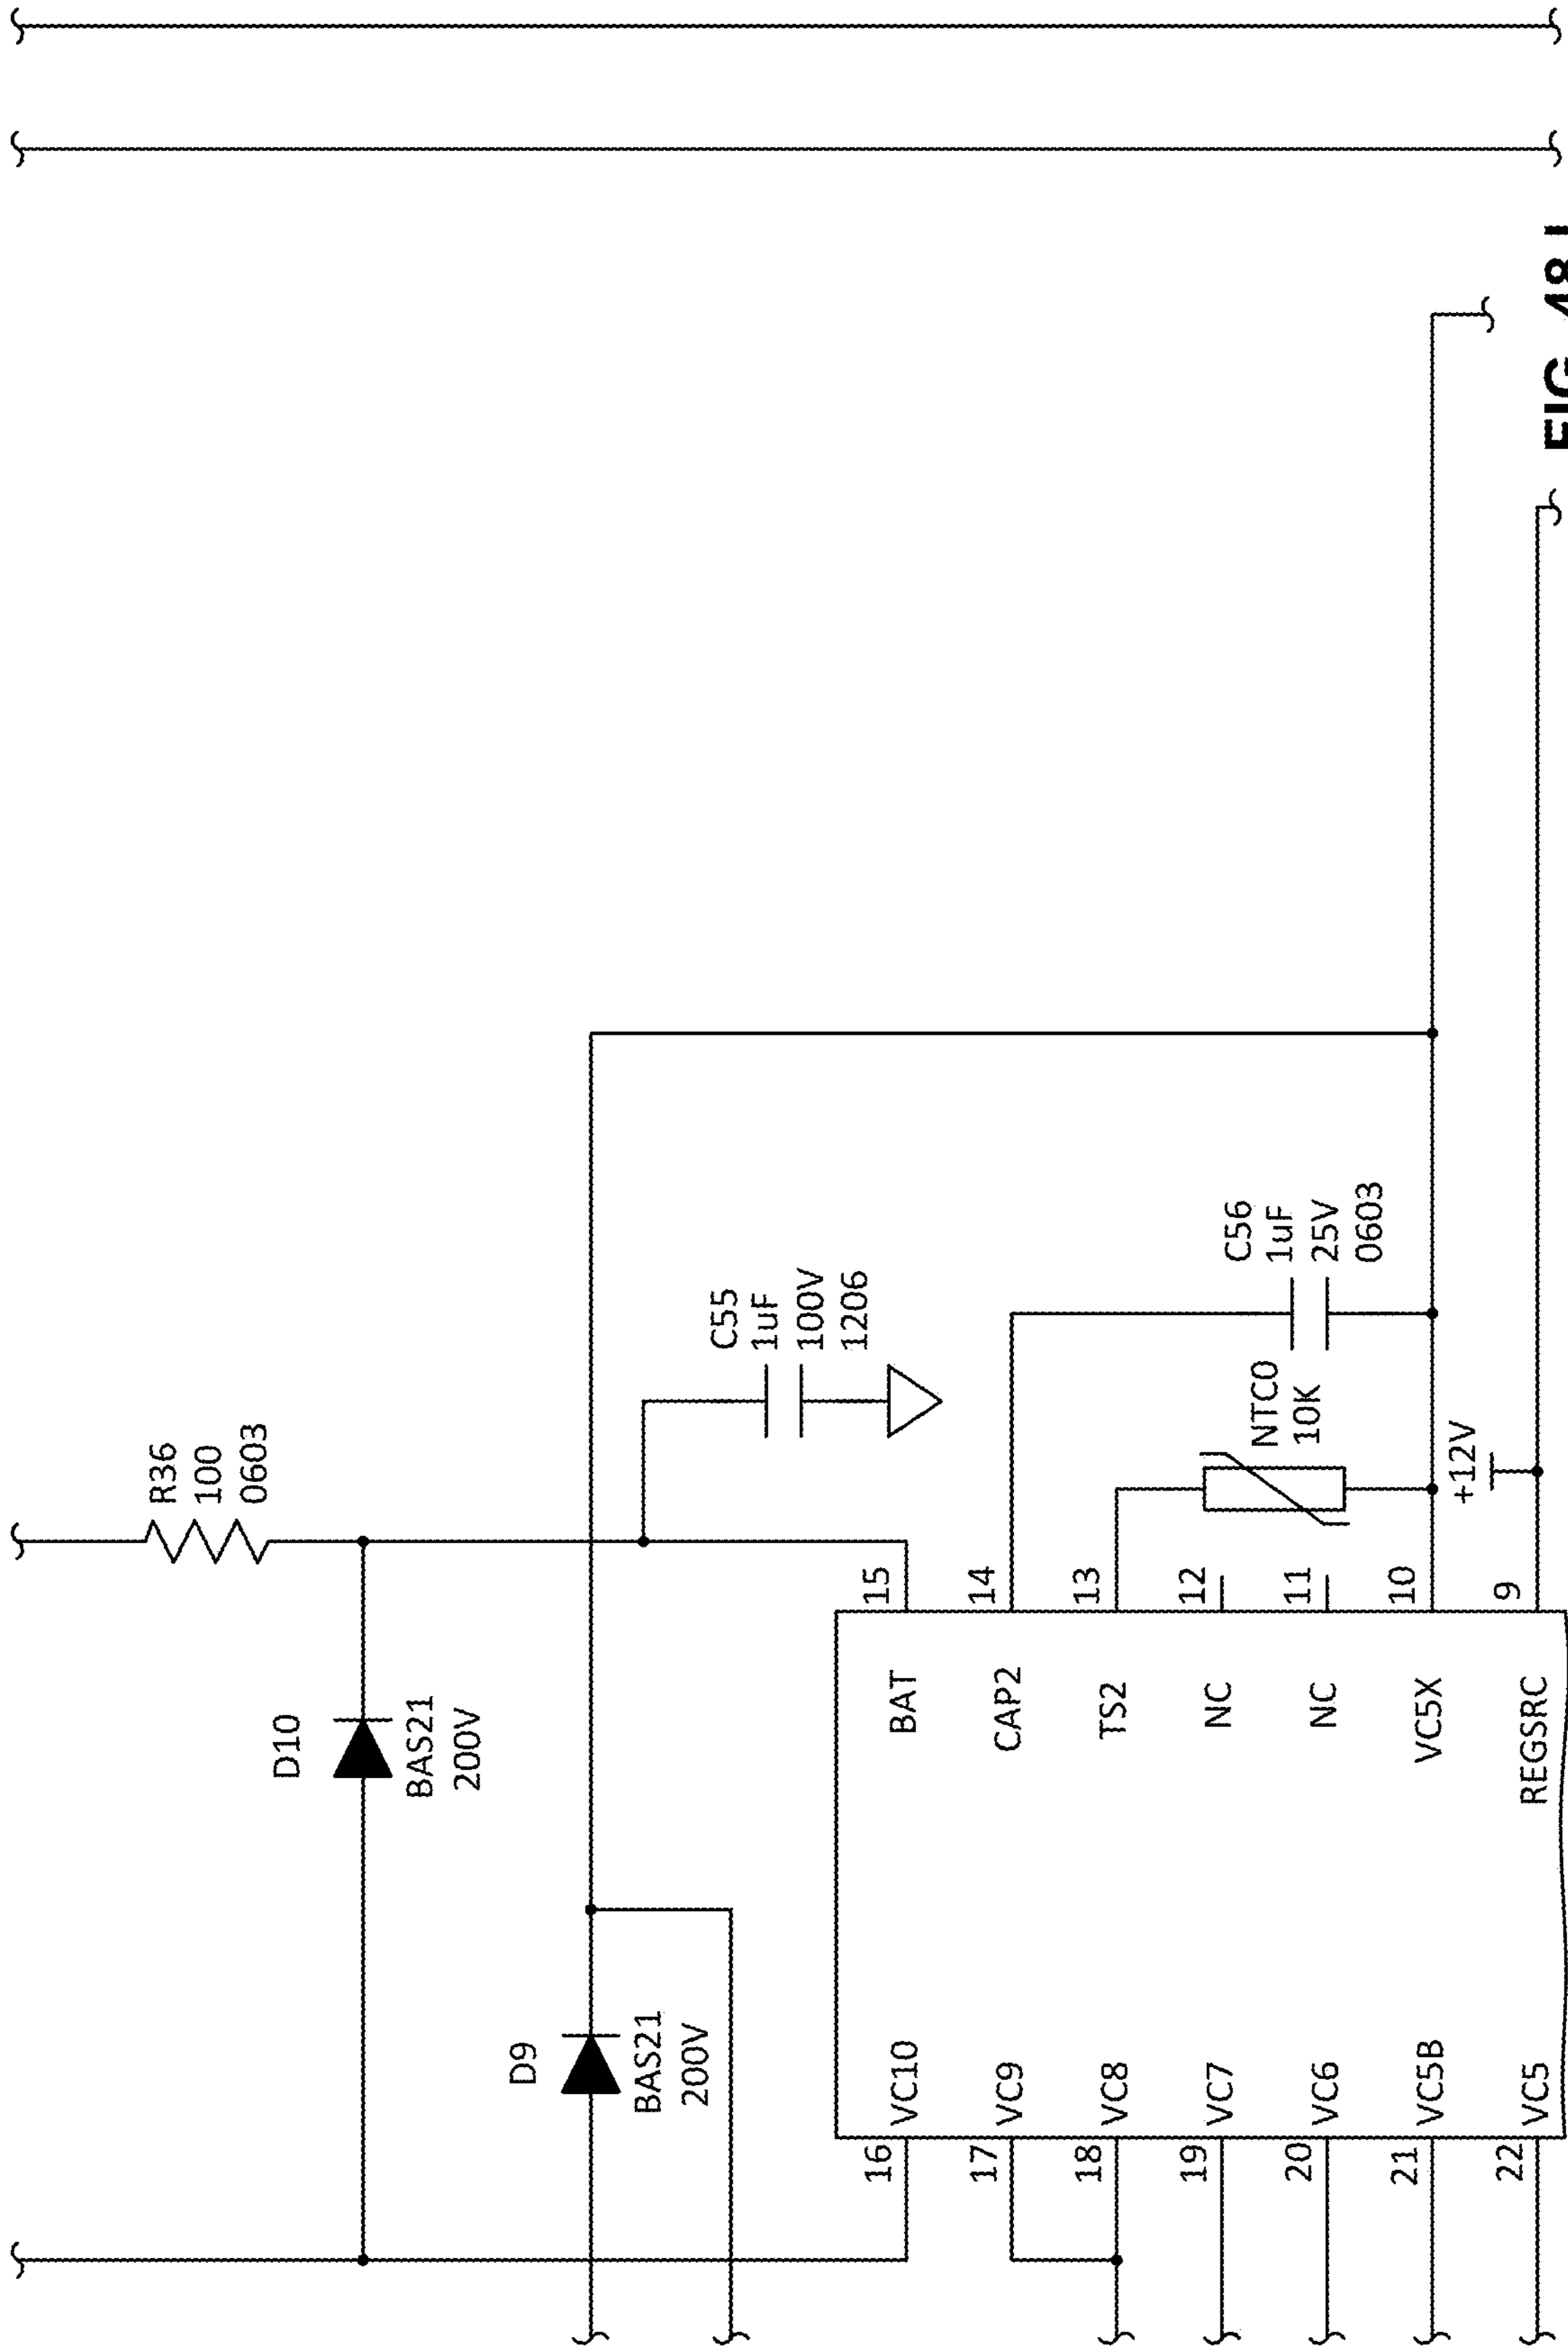 R36
100
0603
D10
BAS21
200V
D9
BAS21
200V
C55
1uF
100V
1206
C56
1uF
25V
0603
NTC0
10K
+12V
15
14
13
12
11
10
9
BAT
CAP2
TS2
NC
NC
VC5X
REGSRC
VC10
VC9
VC8
VC7
VC6
VC5B
VC5
16
17
18
19
20
21
22